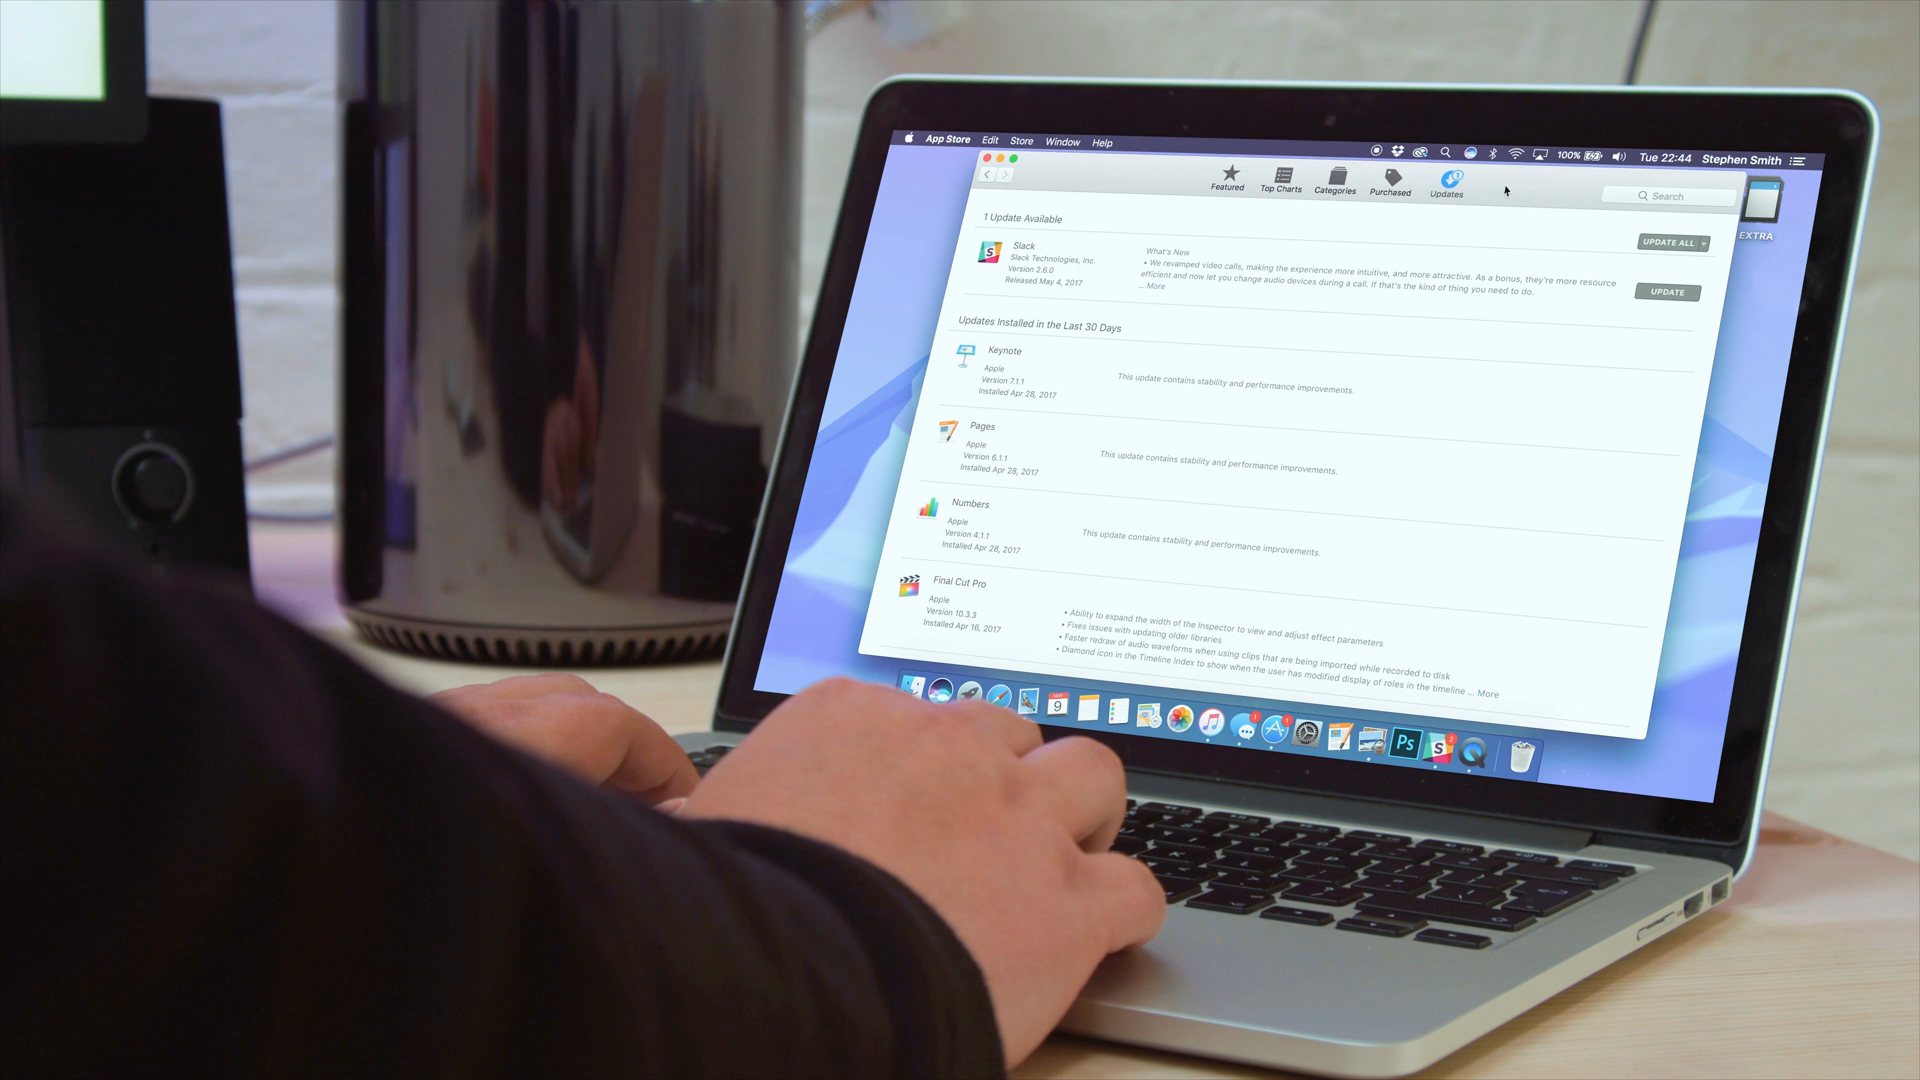 App Store Edit Store Window Help
100% Tue 22:44 Stephen Smith
Featured Top Charts Categories Purchased Updates
1
Search
EXTRA
1 Update Available
UPDATE ALL
Slack
Slack Technologies, Inc.
Version 2.6.0
Released May 4, 2017
What's New
• We revamped video calls, making the experience more intuitive, and more attractive. As a bonus, they're more resource
efficient and now let you change audio devices during a call. If that's the kind of thing you need to do.
... More
UPDATE
Updates Installed in the Last 30 Days
Keynote
Apple
Version 7.1.1
Installed Apr 28, 2017
This update contains stability and performance improvements.
Pages
Apple
Version 6.1.1
Installed Apr 28, 2017
This update contains stability and performance improvements.
Numbers
Apple
Version 4.1.1
Installed Apr 28, 2017
This update contains stability and performance improvements.
Final Cut Pro
Apple
Version 10.3.3
Installed Apr 16, 2017
• Ability to expand the width of the Inspector to view and adjust effect parameters
• Fixes issues with updating older libraries
• Faster redraw of audio waveforms when using clips that are being imported while recorded to disk
• Diamond icon in the Timeline Index to show when the user has modified display of roles in the timeline ... More
MAY
9
1
1
Ps
S
2